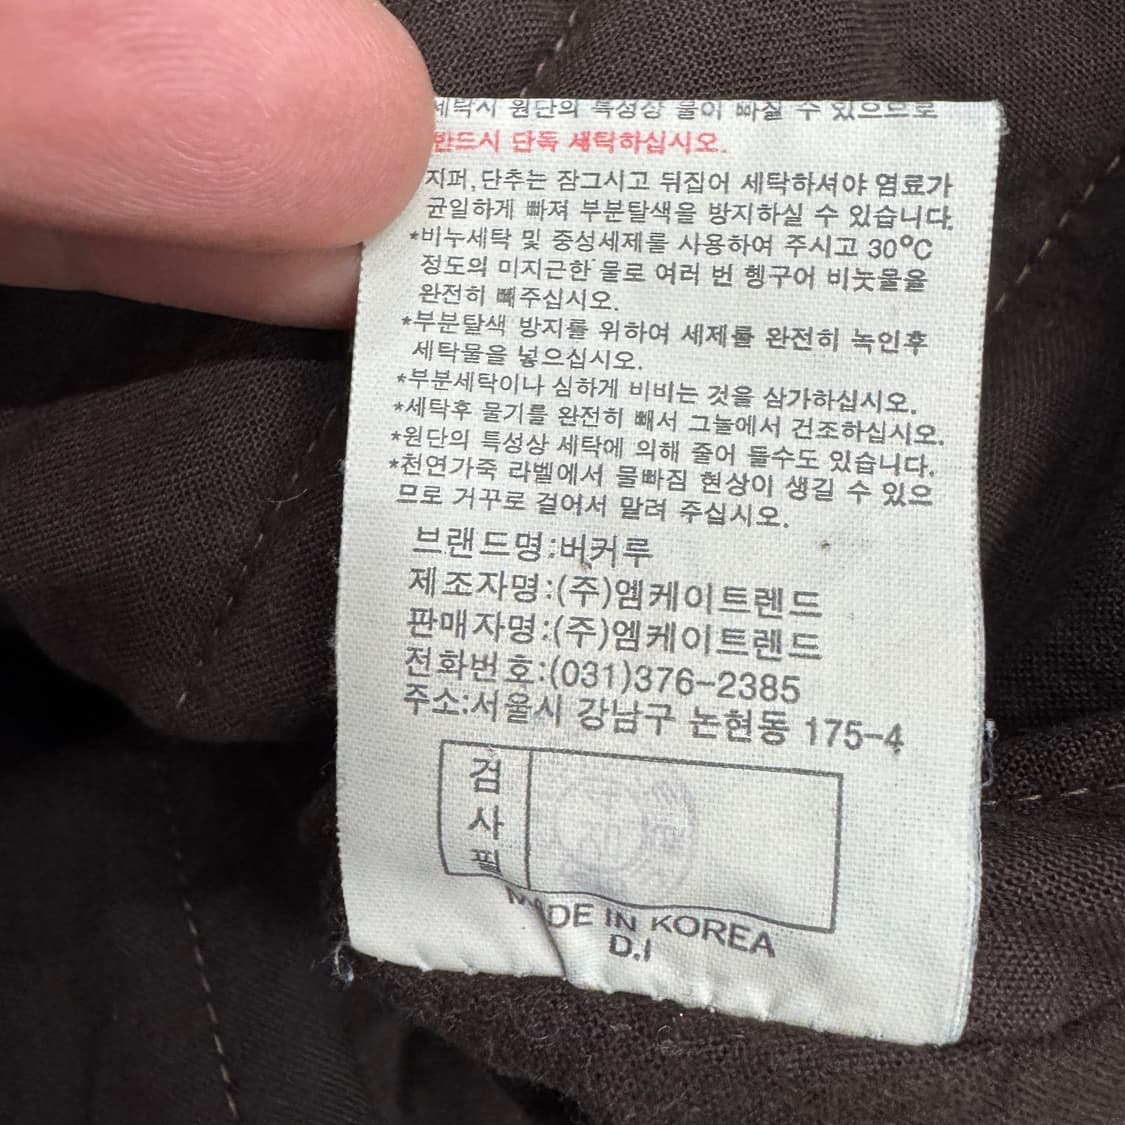 세탁시 원단의 특성상 물이 빠질 수 있으므로
반드시 단독 세탁하십시오.
지퍼,단추는 잠그시고 뒤집어 세탁하셔야 염료가
균일하게 빠져 부분탈색을 방지하실 수 있습니다.
*비누세탁 및 중성세제를 사용하여 주시고 30°C
정도의 미지근한 물로 여러 번 헹구어 비눗물을
완전히 빼주십시오.
*부분탈색 방지를 위하여 세제를 완전히 녹인후
세탁물을 넣으십시오.
*부분세탁이나 심하게 비비는 것을 삼가하십시오.
*세탁후 물기를 완전히 빼서 그늘에서 건조하십시오.
*원단의 특성상 세탁에 의해 줄어 들수도 있습니다.
*천연가죽 라벨에서 물빠짐 현상이 생길 수 있으
므로 거꾸로 걸어서 말려 주십시오.
브랜드명:버커루
제조자명:(주)엠케이트렌드
판매자명:(주)엠케이트렌드
전화번호:(031)376-2385
주소:서울시 강남구 논현동 175-4
검
사
필
MADE IN KOREA
D.I